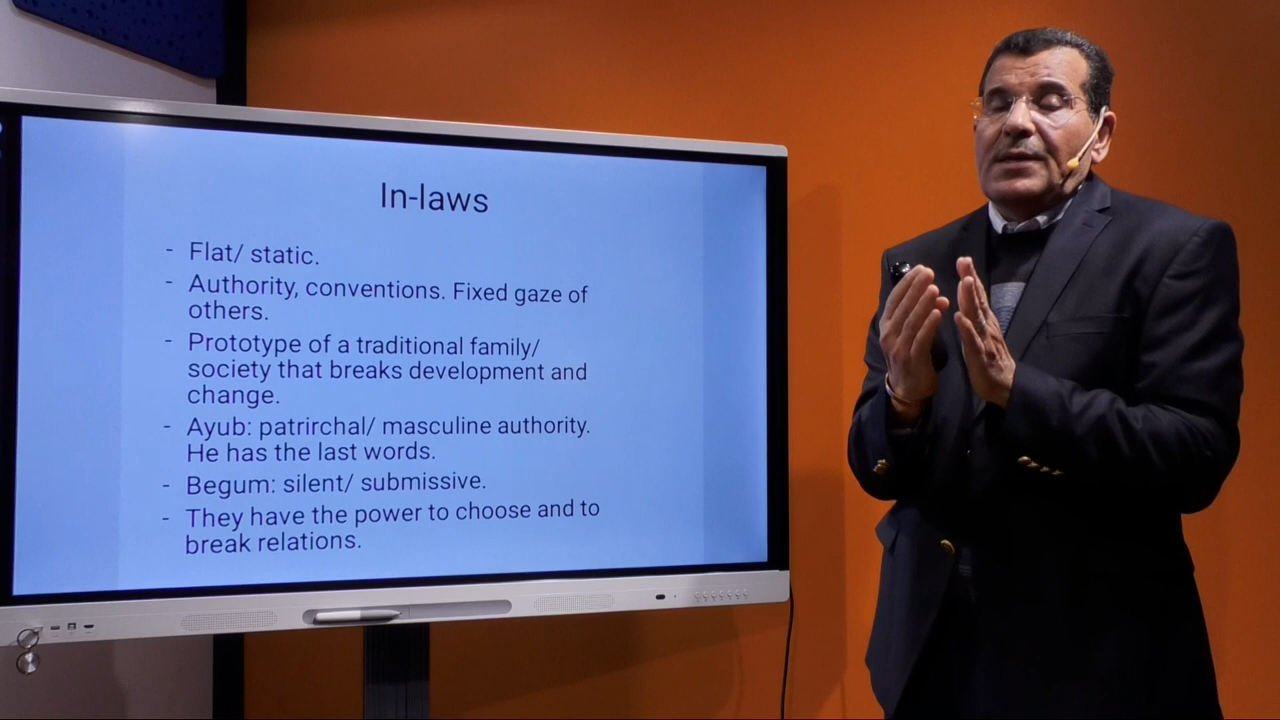 In-laws
- Flat/ static.
- Authority, conventions. Fixed gaze of
others.
- Prototype of a traditional family/
society that breaks development and
change.
- Ayub: patrirchal/ masculine authority.
He has the last words.
- Begum: silent/ submissive.
- They have the power to choose and to
break relations.